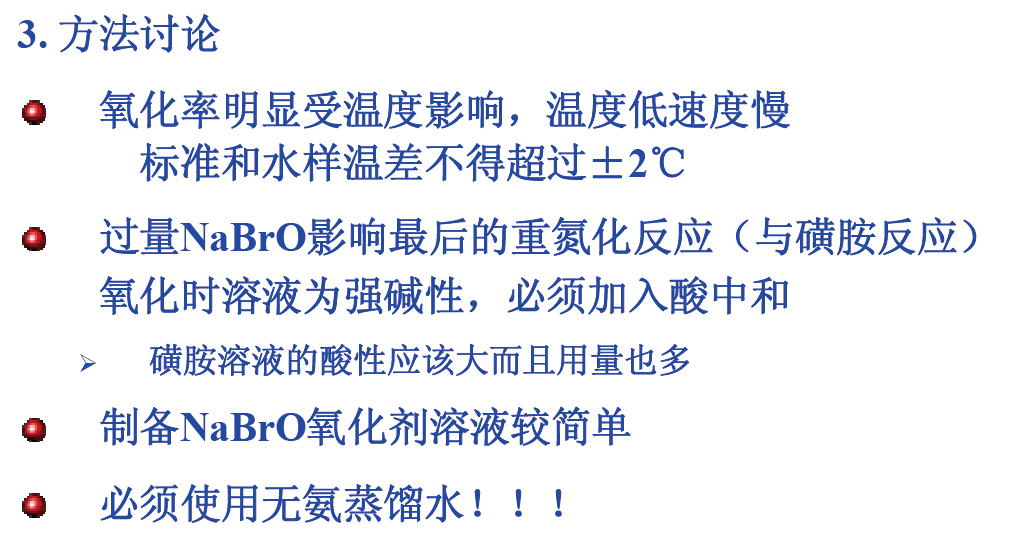 3. 方法讨论
氧化率明显受温度影响，温度低速度慢
标准和水样温差不得超过±2℃
过量NaBrO影响最后的重氮化反应（与磺胺反应）
氧化时溶液为强碱性，必须加入酸中和
磺胺溶液的酸性应该大而且用量也多
制备NaBrO氧化剂溶液较简单
必须使用无氨蒸馏水！！！